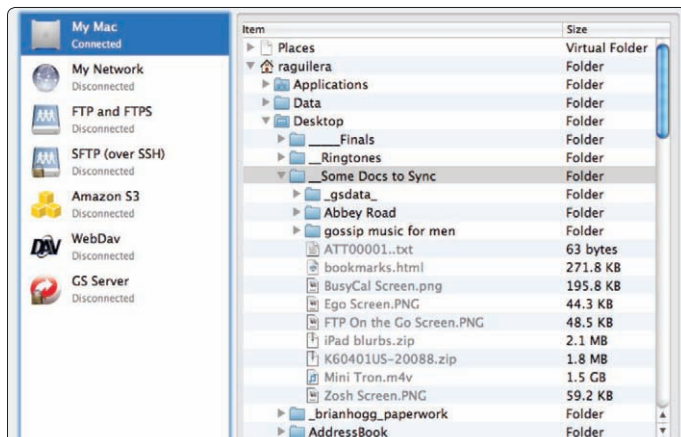 My Mac
Connected
My Network
Disconnected
FTP and FTPS
Disconnected
SFTP (over SSH)
Disconnected
Amazon S3
Disconnected
DAV
WebDav
Disconnected
GS Server
Disconnected
Item Size
Places Virtual Folder
raguilera Folder
Applications Folder
Data Folder
Desktop Folder
_____Finals Folder
__Ringtones Folder
__Some Docs to Sync Folder
_gsdata_ Folder
Abbey Road Folder
gossip music for men Folder
ATT00001..txt 63 bytes
bookmarks.html 271.8 KB
BusyCal Screen.png 195.8 KB
Ego Screen.PNG 44.3 KB
FTP On the Go Screen.PNG 48.5 KB
iPad blurbs.zip 2.1 MB
K60401US-20088.zip 1.8 MB
Mini Tron.m4v 1.5 GB
Zosh Screen.PNG 59.2 KB
_brianhogg_paperwork Folder
AddressBook Folder